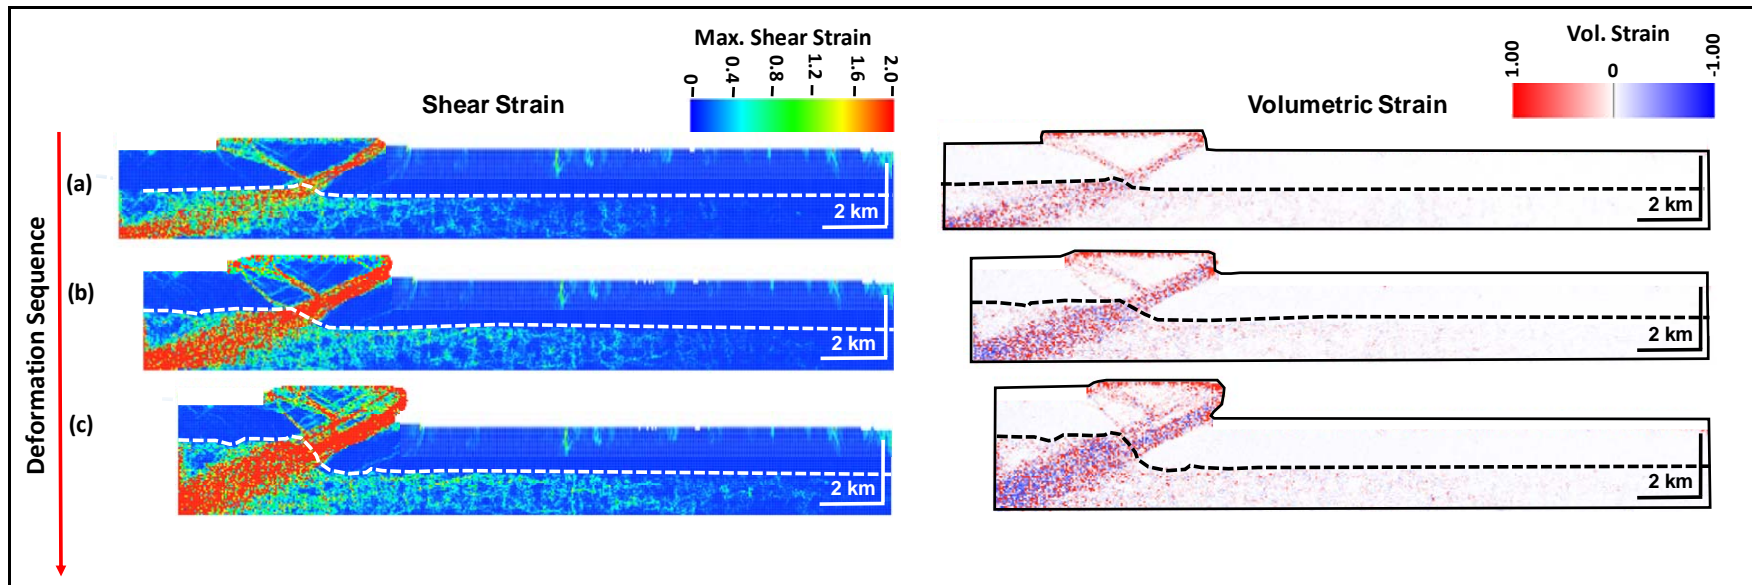 Max. Shear Strain
0
0.4
0.8
1.2
1.6
2.0
Shear Strain
Vol. Strain
1.00
0
-1.00
Volumetric Strain
Deformation Sequence
(a)
2 km
2 km
(b)
2 km
2 km
(c)
2 km
2 km